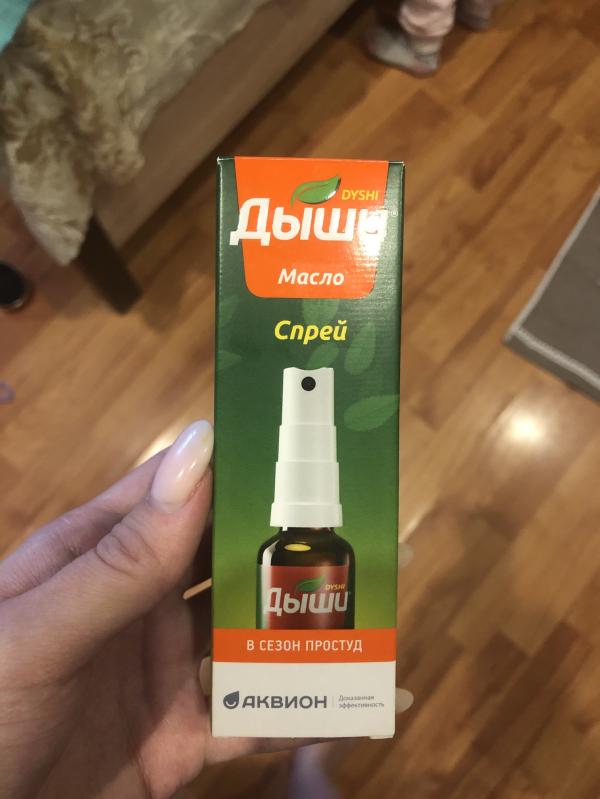 DYSHI
Дыши®
Масло
Спрей
DYSHI
Дыши
В СЕЗОН ПРОСТУД
АКВИОН
Доказанная
эффективность